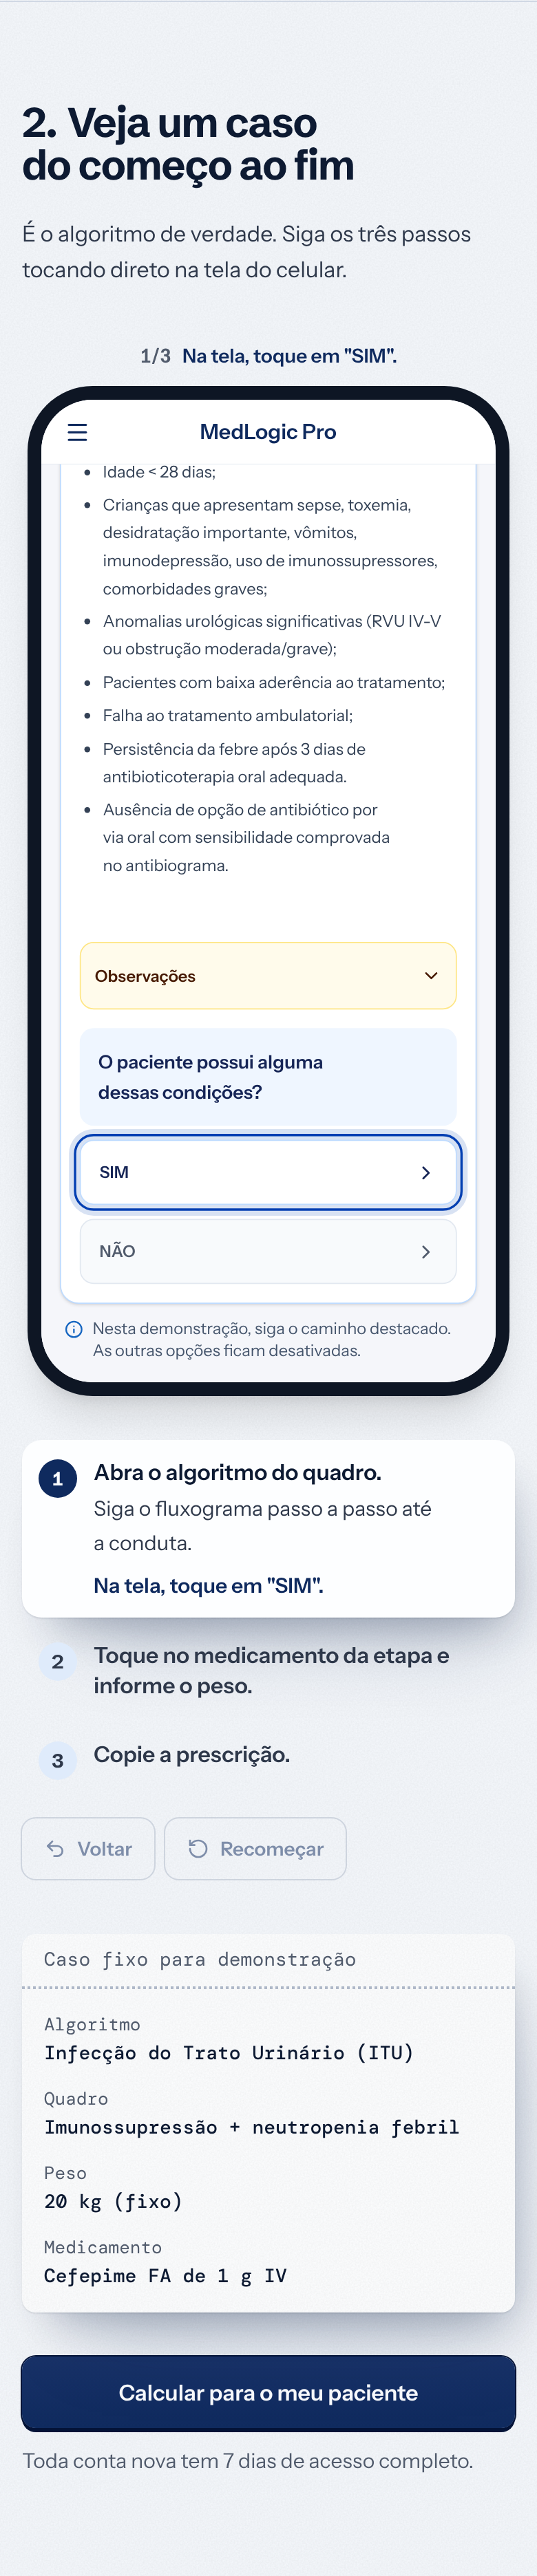 2. Veja um caso
do começo ao fim
É o algoritmo de verdade. Siga os três passos
tocando direto na tela do celular.
1/3 Na tela, toque em "SIM".
MedLogic Pro
• Idade < 28 dias;
• Crianças que apresentam sepse, toxemia,
desidratação importante, vômitos,
imunodepressão, uso de imunossupressores,
comorbidades graves;
• Anomalias urológicas significativas (RVU IV-V
ou obstrução moderada/grave);
• Pacientes com baixa aderência ao tratamento;
• Falha ao tratamento ambulatorial;
• Persistência da febre após 3 dias de
antibioticoterapia oral adequada.
• Ausência de opção de antibiótico por
via oral com sensibilidade comprovada
no antibiograma.
Observações
O paciente possui alguma
dessas condições?
SIM
NÃO
Nesta demonstração, siga o caminho destacado.
As outras opções ficam desativadas.
1 Abra o algoritmo do quadro.
Siga o fluxograma passo a passo até
a conduta.
Na tela, toque em "SIM".
2 Toque no medicamento da etapa e
informe o peso.
3 Copie a prescrição.
Voltar Recomeçar
Caso fixo para demonstração
Algoritmo
Infecção do Trato Urinário (ITU)
Quadro
Imunossupressão + neutropenia febril
Peso
20 kg (fixo)
Medicamento
Cefepime FA de 1 g IV
Calcular para o meu paciente
Toda conta nova tem 7 dias de acesso completo.